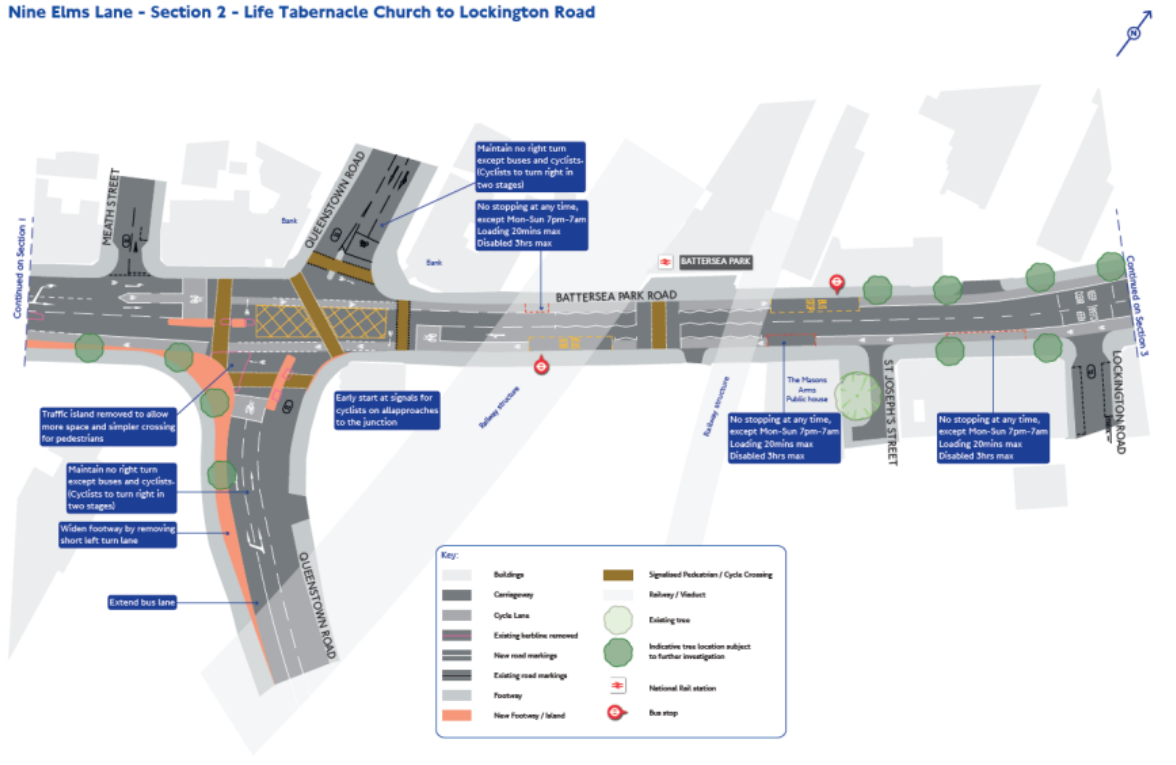 Nine Elms Lane - Section 2 - Life Tabernacle Church to Lockington Road
N
Continued on Section 1
MEATH STREET
Bank
QUEENSTOWN ROAD
Bank
Maintain no right turn
except buses and cyclists.
(Cyclists to turn right in
two stages)
No stopping at any time,
except Mon-Sun 7pm-7am
Loading 20mins max
Disabled 3hrs max
BATTERSEA PARK
BATTERSEA PARK ROAD
BUS
STOP
Continued on Section 3
Traffic island removed to allow
more space and simpler crossing
for pedestrians
Early start at signals for
cyclists on allapproaches
to the junction
Railway structure
Railway structure
The Masons
Arms
Public house
ST JOSEPH'S STREET
LOCKINGTON ROAD
No stopping at any time,
except Mon-Sun 7pm-7am
Loading 20mins max
Disabled 3hrs max
No stopping at any time,
except Mon-Sun 7pm-7am
Loading 20mins max
Disabled 3hrs max
Maintain no right turn
except buses and cyclists.
(Cyclists to turn right in
two stages)
Widen footway by removing
short left turn lane
Extend bus lane
QUEENSTOWN ROAD
Key:
Buildings
Carriageway
Cycle Lane
Existing kerbline removed
New road markings
Existing road markings
Footway
New Footway / Island
Signalised Pedestrian / Cycle Crossing
Railway / Viaduct
Existing tree
Indicative tree location subject
to further investigation
National Rail station
Bus stop